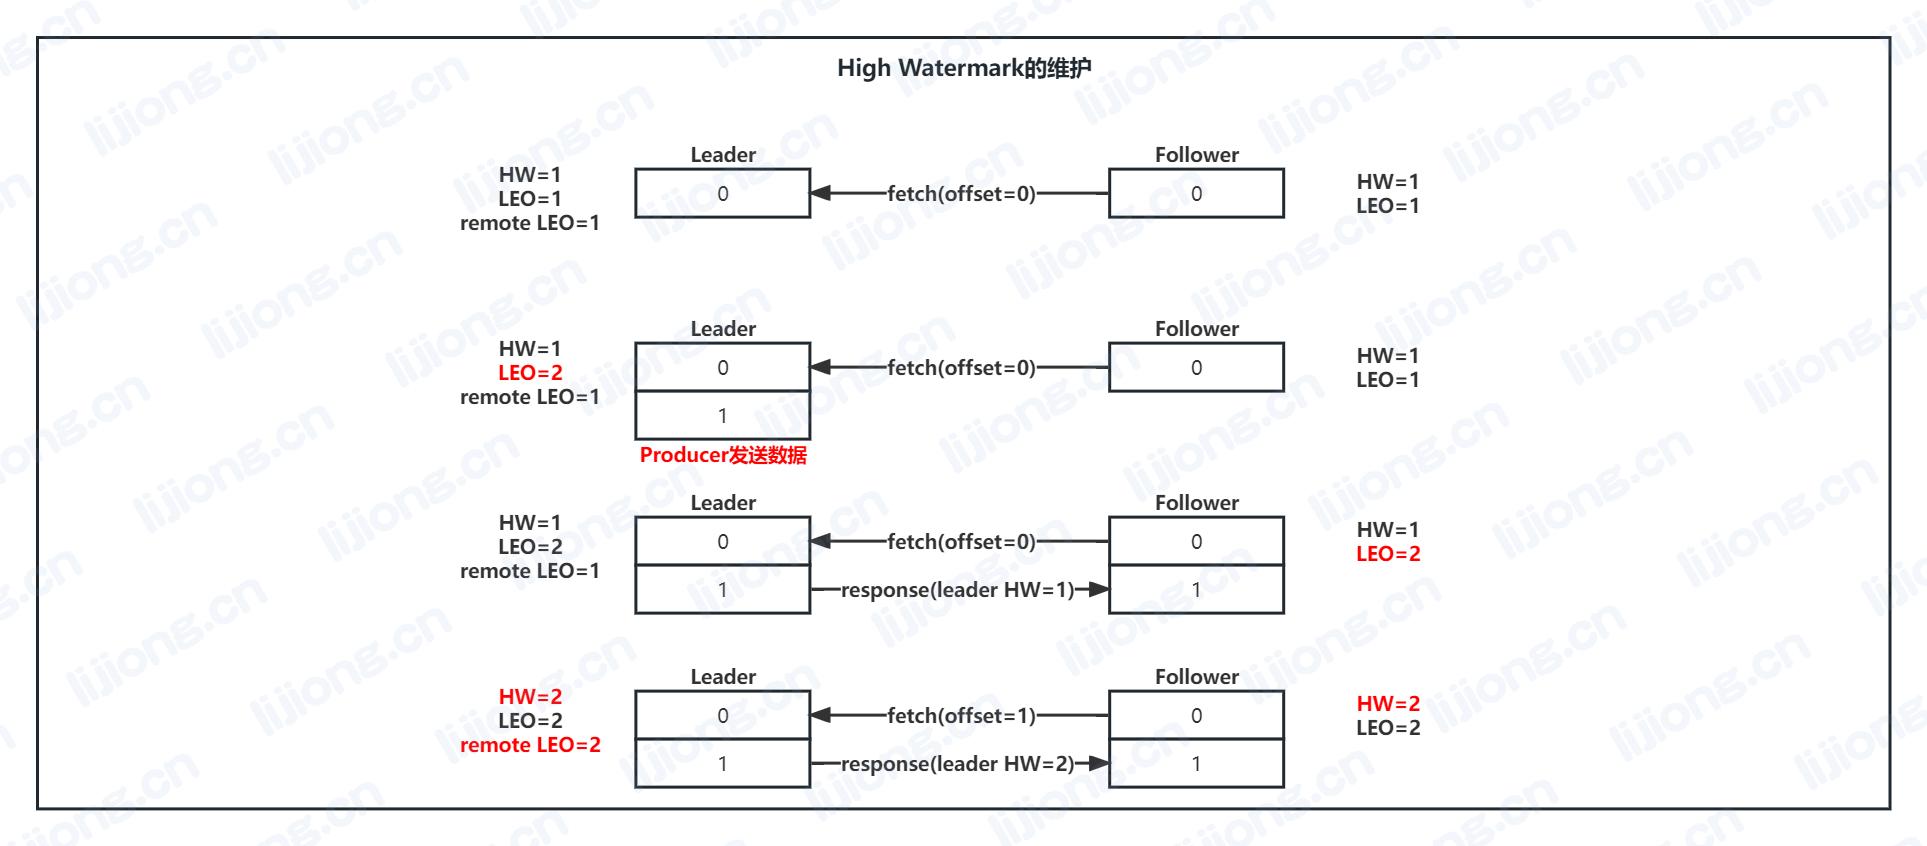 High Watermark的维护
Leader
Follower
HW=1
LEO=1
remote LEO=1
0
fetch(offset=0)
0
HW=1
LEO=1
Leader
Follower
HW=1
LEO=2
remote LEO=1
0
fetch(offset=0)
0
HW=1
LEO=1
1
Producer发送数据
Leader
Follower
HW=1
LEO=2
remote LEO=1
0
fetch(offset=0)
0
HW=1
LEO=2
1
response(leader HW=1)
1
Leader
Follower
HW=2
LEO=2
remote LEO=2
0
fetch(offset=1)
0
HW=2
LEO=2
1
response(leader HW=2)
1
lijiong.cn